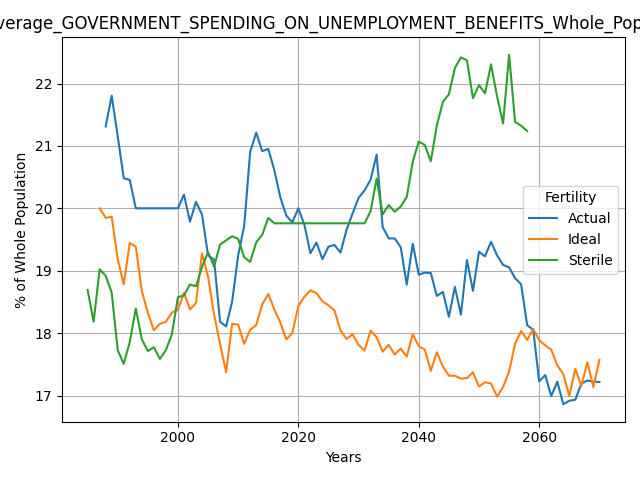 verage_GOVERNMENT_SPENDING_ON_UNEMPLOYMENT_BENEFITS_Whole_Pop
% of Whole Population
22
21
20
19
18
17
Fertility
Actual
Ideal
Sterile
2000
2020
2040
2060
Years